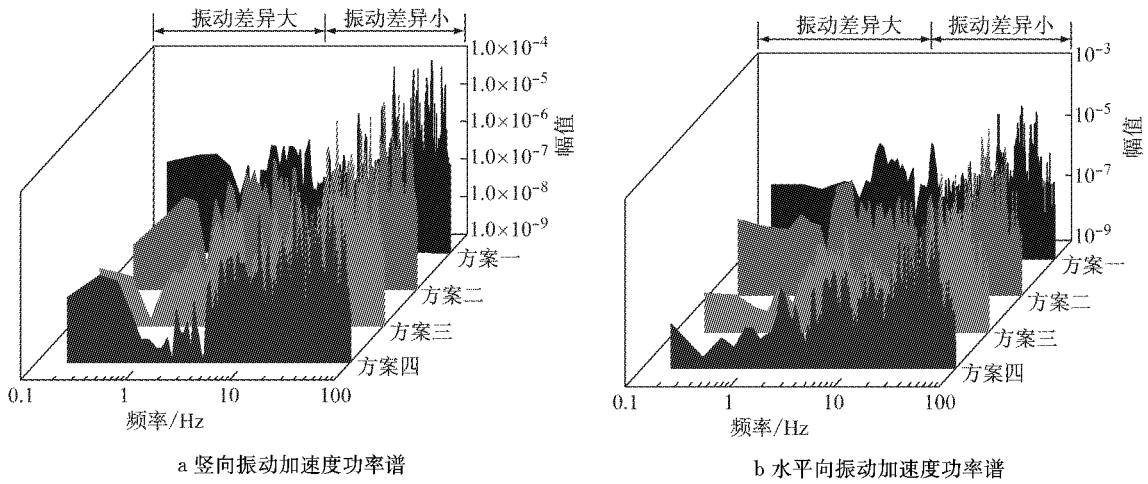 振动差异大
振动差异小
1.0×10⁻⁴
1.0×10⁻⁵
1.0×10⁻⁶
1.0×10⁻⁷
1.0×10⁻⁸
1.0×10⁻⁹
幅值
方案一
方案二
方案三
方案四
0.1
1
10
100
频率/Hz
a 竖向振动加速度功率谱
振动差异大
振动差异小
10⁻³
10⁻⁵
10⁻⁷
10⁻⁹
幅值
方案一
方案二
方案三
方案四
0.1
1
10
100
频率/Hz
b 水平向振动加速度功率谱